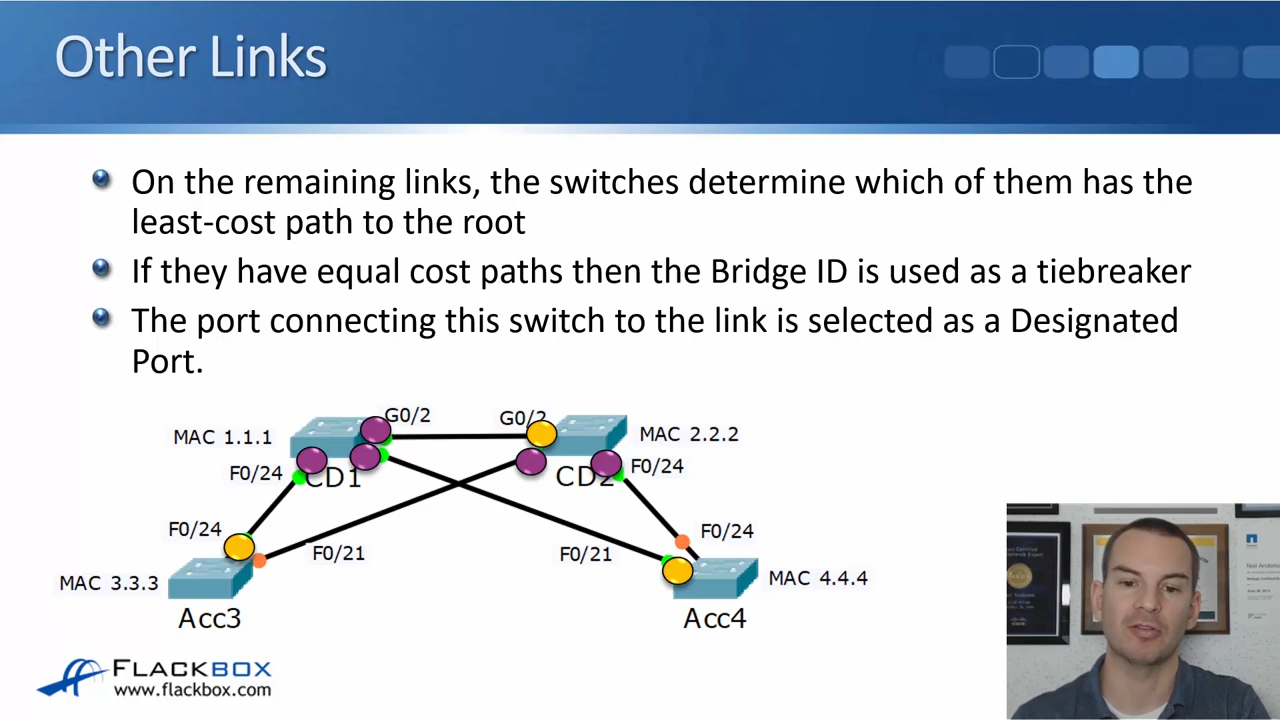 Other Links
On the remaining links, the switches determine which of them has the
least-cost path to the root
If they have equal cost paths then the Bridge ID is used as a tiebreaker
The port connecting this switch to the link is selected as a Designated
Port.
G0/2
G0/2
MAC 1.1.1
MAC 2.2.2
F0/24
CD1
CD2
F0/24
F0/24
F0/21
F0/21
F0/24
MAC 3.3.3
MAC 4.4.4
Acc3
Acc4
FLACKBOX
www.flackbox.com